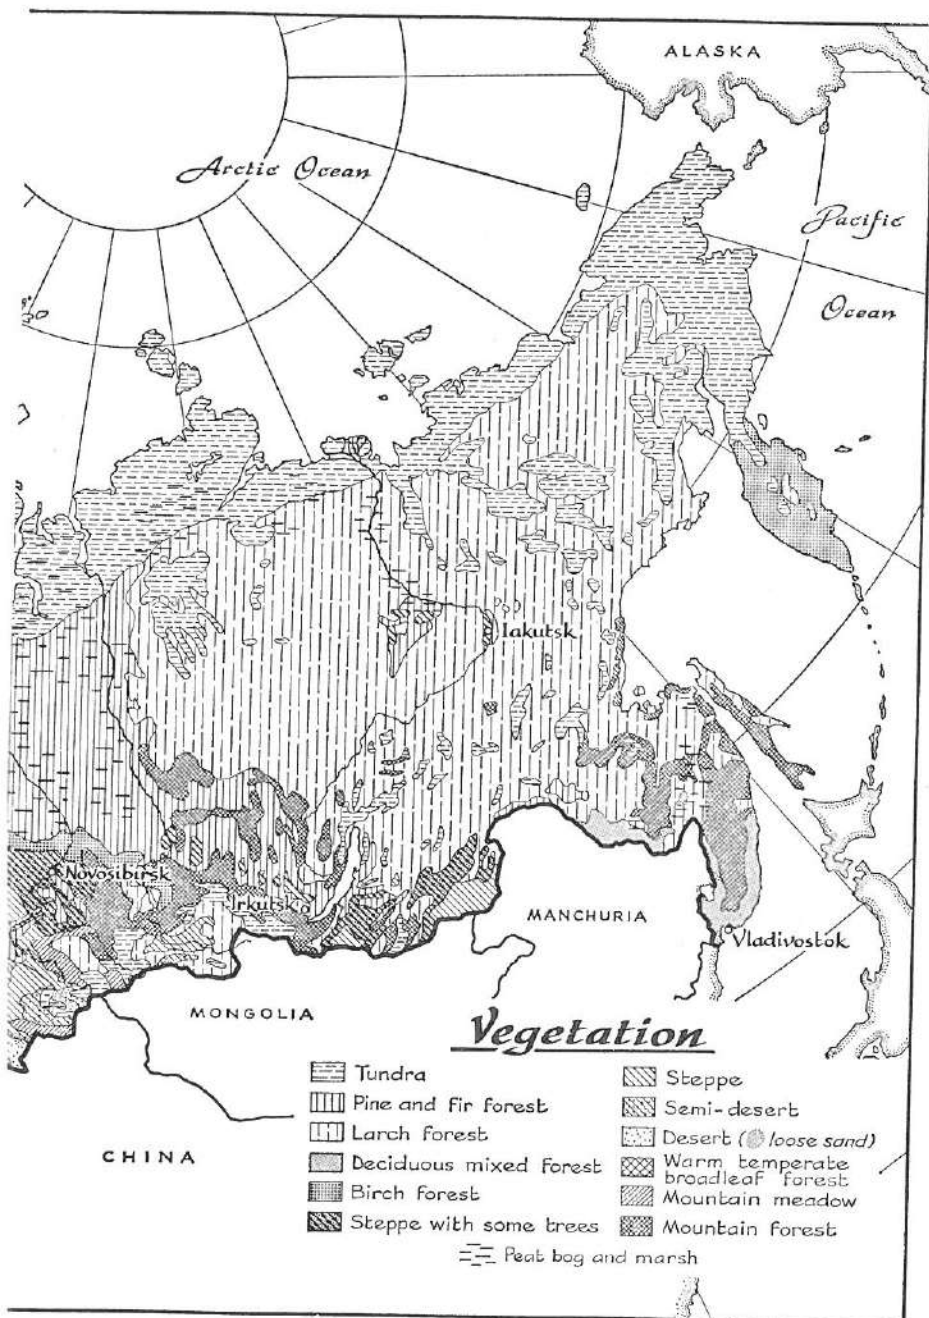 ALASKA
Arctic Ocean
Pacific
Ocean
Iakutsk
Novosibirsk
Irkutsk
MANCHURIA
Vladivostok
MONGOLIA
CHINA
Vegetation
Tundra
Pine and fir forest
Larch forest
Deciduous mixed forest
Birch forest
Steppe with some trees
Steppe
Semi-desert
Desert (loose sand)
Warm temperate
broadleaf forest
Mountain meadow
Mountain forest
Peat bog and marsh